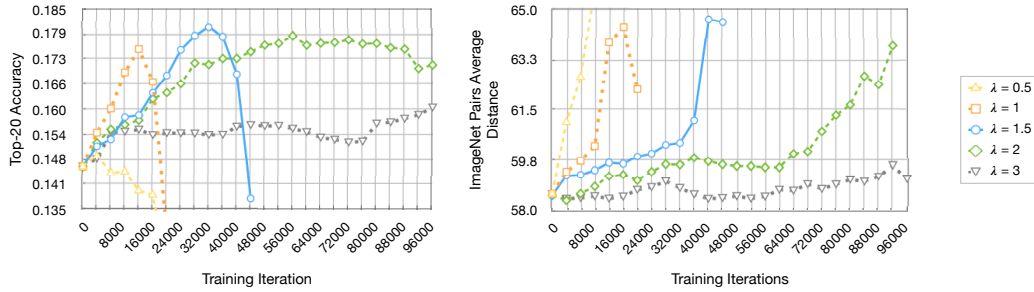 0.185
0.179
0.173
0.166
0.160
0.154
0.148
0.141
0.135
Top-20 Accuracy
0 8000 16000 24000 32000 40000 48000 56000 64000 72000 80000 88000 96000
Training Iteration
65.0
63.3
61.5
59.8
58.0
ImageNet Pairs Average
Distance
0 8000 16000 24000 32000 40000 48000 56000 64000 72000 80000 88000 96000
Training Iterations
λ = 0.5
λ = 1
λ = 1.5
λ = 2
λ = 3